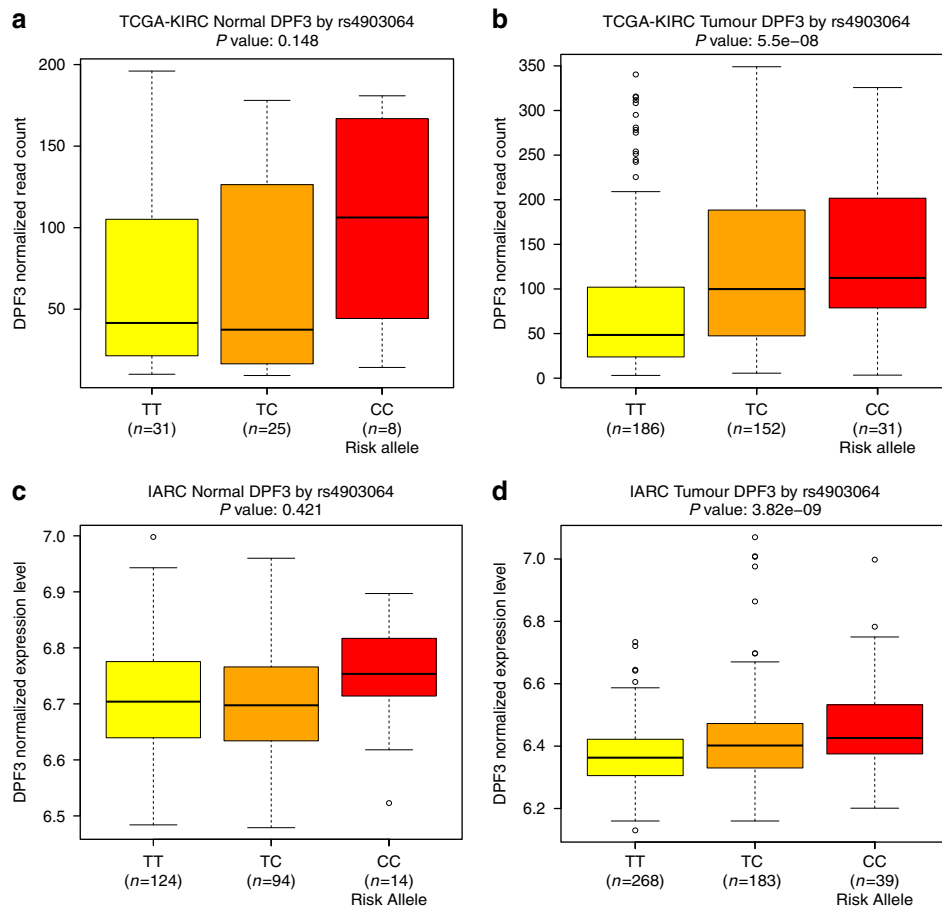 a
TCGA-KIRC Normal DPF3 by rs4903064
P value: 0.148
DPF3 normalized read count
200
150
100
50
TT
(n=31)
TC
(n=25)
CC
(n=8)
Risk allele
b
TCGA-KIRC Tumour DPF3 by rs4903064
P value: 5.5e−08
DPF3 normalized read count
350
300
250
200
150
100
50
0
TT
(n=186)
TC
(n=152)
CC
(n=31)
Risk allele
c
IARC Normal DPF3 by rs4903064
P value: 0.421
DPF3 normalized expression level
7.0
6.9
6.8
6.7
6.6
6.5
TT
(n=124)
TC
(n=94)
CC
(n=14)
Risk Allele
d
IARC Tumour DPF3 by rs4903064
P value: 3.82e−09
DPF3 normalized expression level
7.0
6.8
6.6
6.4
6.2
TT
(n=268)
TC
(n=183)
CC
(n=39)
Risk Allele